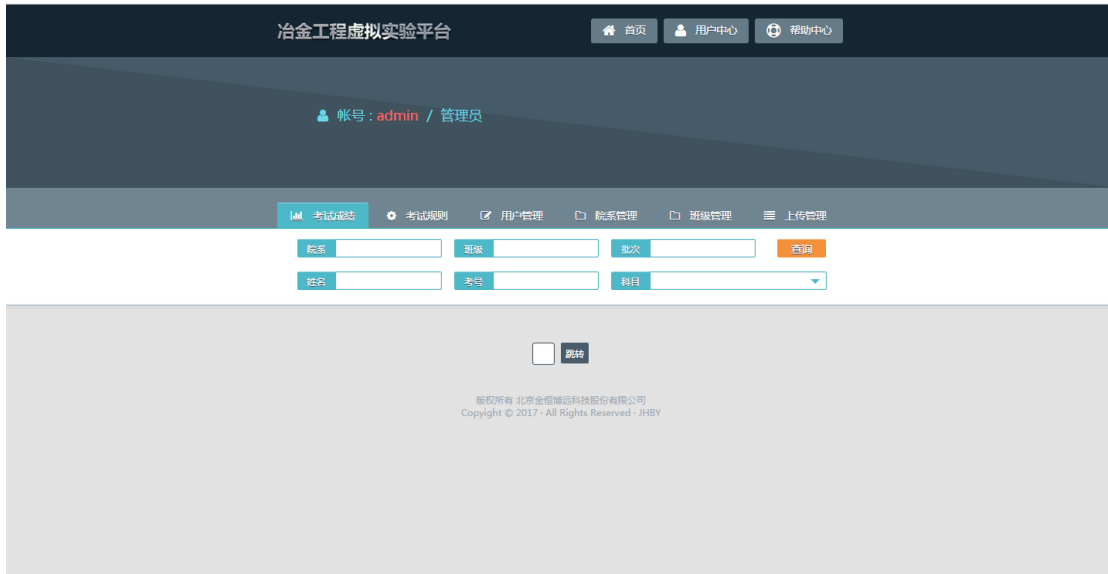 冶金工程虚拟实验平台 首页 用户中心 帮助中心
帐号 : admin / 管理员
考试成绩 考试规则 用户管理 院系管理 班级管理 上传管理
院系 班级 批次 查询
姓名 考号 科目
跳转
版权所有 北京金恒博远科技股份有限公司
Copyight © 2017 · All Rights Reserved · JHBY